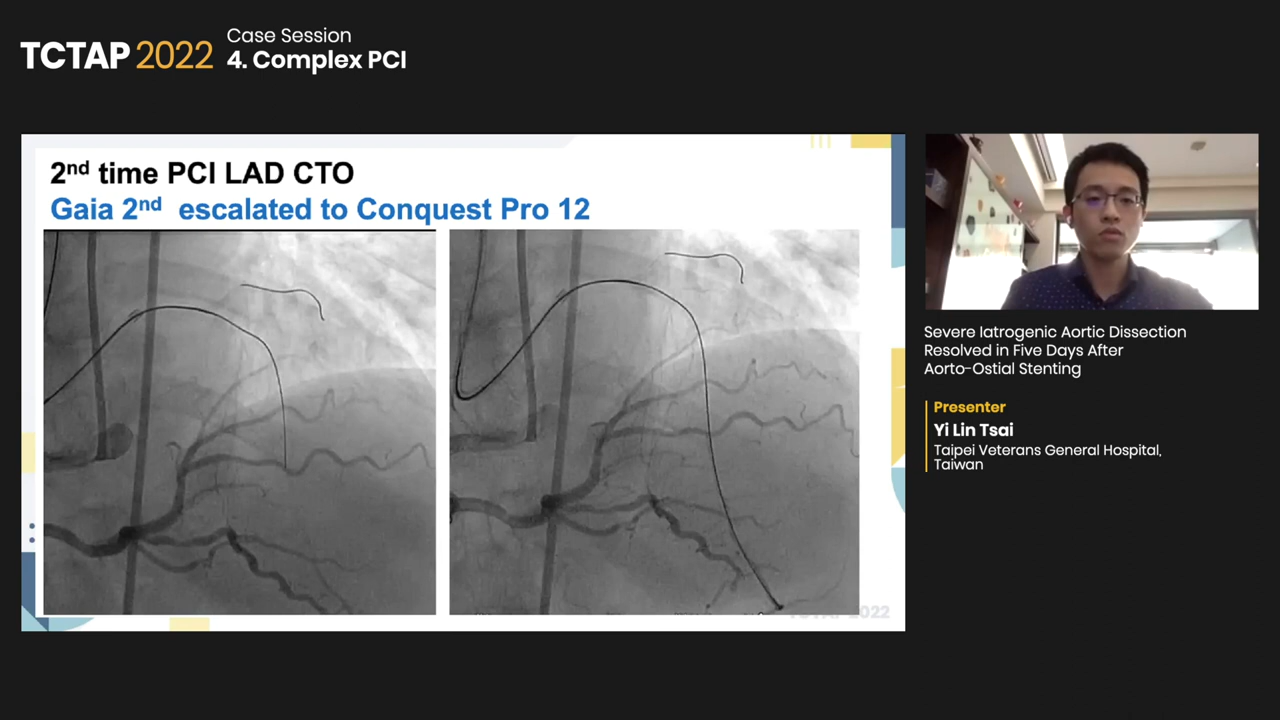 TCTAP 2022
Case Session
4. Complex PCI
2nd time PCI LAD CTO
Gaia 2nd escalated to Conquest Pro 12
2022
Severe Iatrogenic Aortic Dissection
Resolved in Five Days After
Aorto-Ostial Stenting
Presenter
Yi Lin Tsai
Taipei Veterans General Hospital,
Taiwan